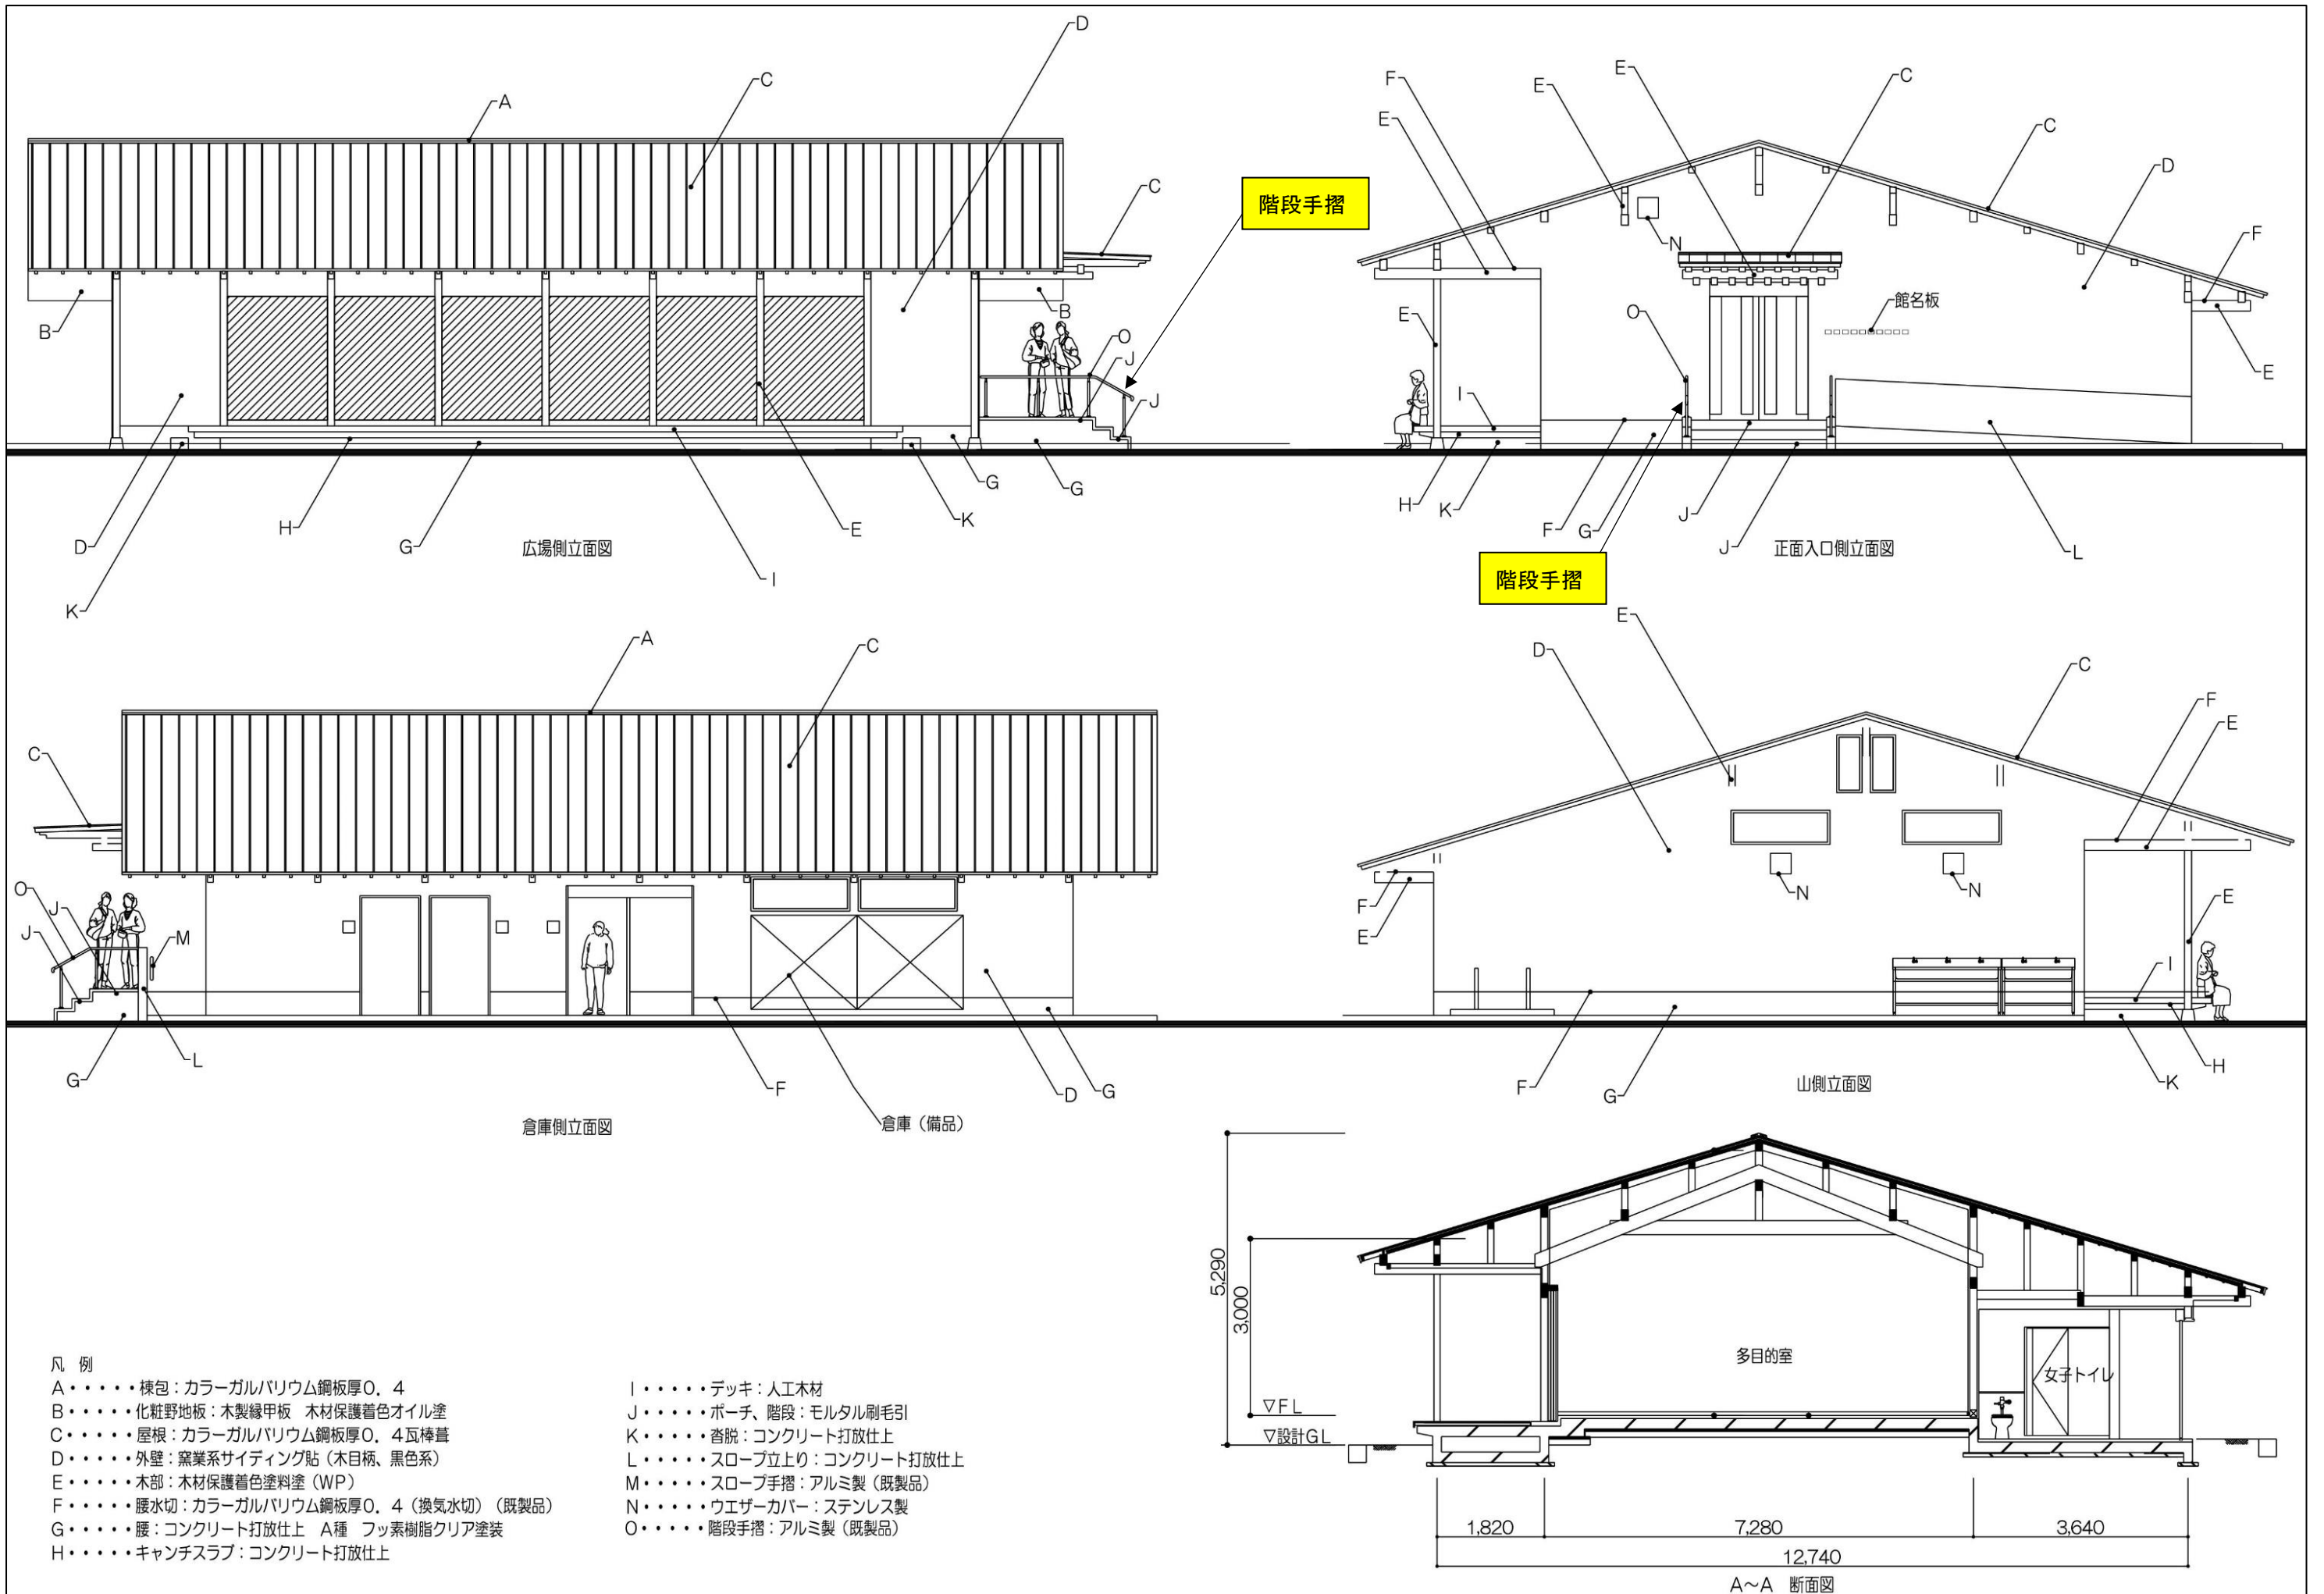 A
C
D
C
B
B
O
J
J
階段手摺
D
K
H
G
I
E
K
G
G
広場側立面図
F
E
E
E
C
C
D
F
N
館名板
O
E
E
I
H
K
F
G
J
J
L
正面入口側立面図
階段手摺
A
C
C
O
J
J
M
G
L
F
D
G
倉庫(備品)
倉庫側立面図
E
D
C
F
E
N
N
F
E
E
I
H
K
F
G
山側立面図
5,290
3,000
▽FL
▽設計GL
多目的室
女子トイレ
1,820
7,280
3,640
12,740
A~A 断面図
凡 例
A・・・・・棟包:カラーガルバリウム鋼板厚0.4
B・・・・・化粧野地板:木製縁甲板 木材保護着色オイル塗
C・・・・・屋根:カラーガルバリウム鋼板厚0.4瓦棒葺
D・・・・・外壁:窯業系サイディング貼(木目柄、黒色系)
E・・・・・木部:木材保護着色塗料塗(WP)
F・・・・・腰水切:カラーガルバリウム鋼板厚0.4(換気水切)(既製品)
G・・・・・腰:コンクリート打放仕上 A種 フッ素樹脂クリア塗装
H・・・・・キャンチスラブ:コンクリート打放仕上
I・・・・・デッキ:人工木材
J・・・・・ポーチ、階段:モルタル刷毛引
K・・・・・沓脱:コンクリート打放仕上
L・・・・・スロープ立上り:コンクリート打放仕上
M・・・・・スロープ手摺:アルミ製(既製品)
N・・・・・ウエザーカバー:ステンレス製
O・・・・・階段手摺:アルミ製(既製品)